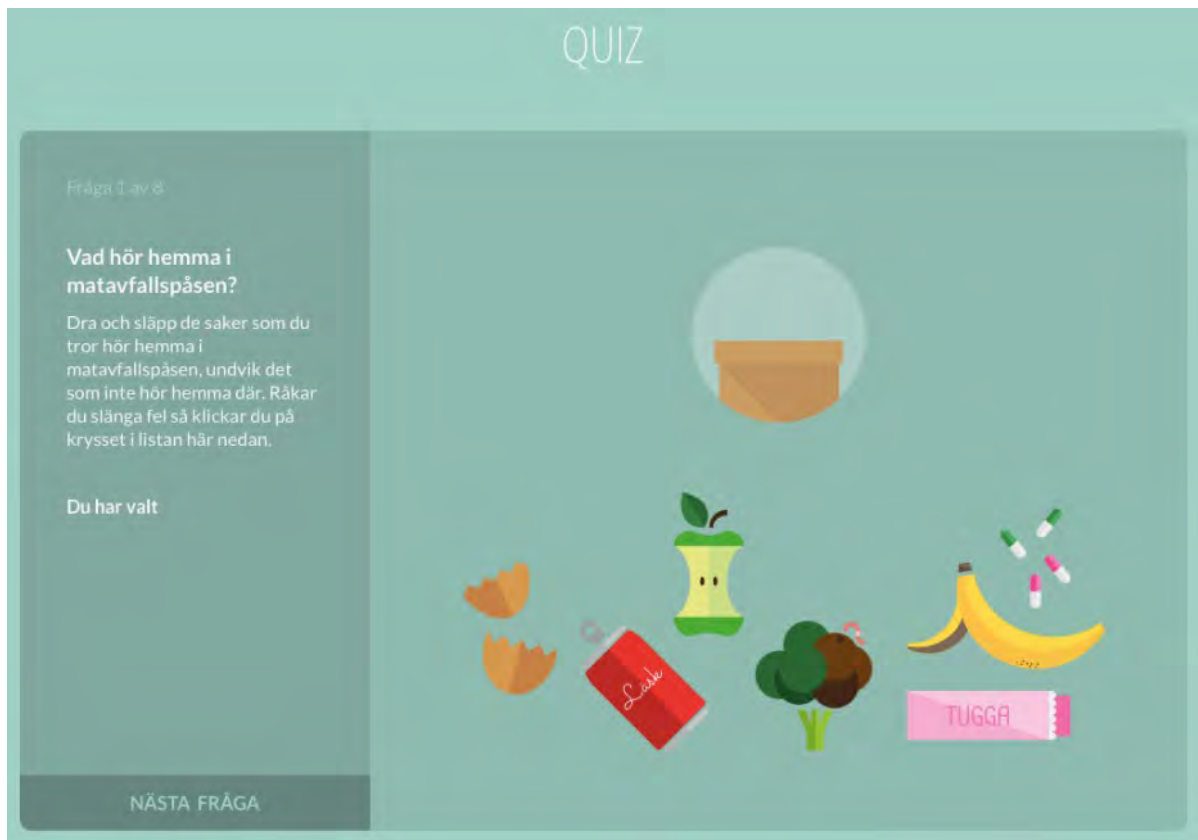 QUIZ
Fråga 1 av 8
Vad hör hemma i
matavfallspåsen?
Dra och släpp de saker som du
tror hör hemma i
matavfallspåsen, undvik det
som inte hör hemma där. Råkar
du slänga fel så klickar du på
krysset i listan här nedan.
Du har valt
Läsk
TUGGA
NÄSTA FRÅGA